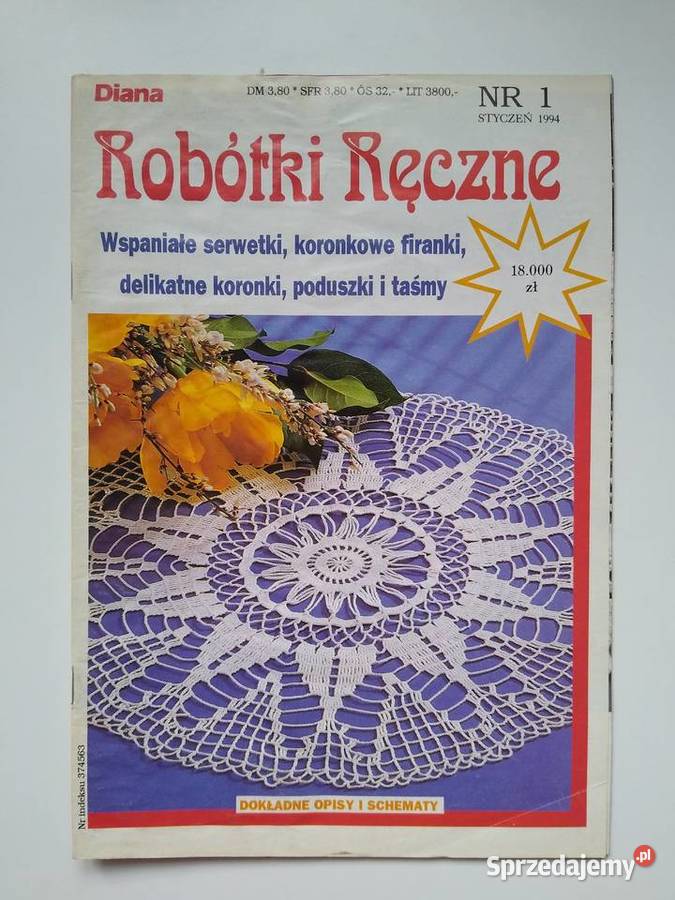 Diana
DM 3,80 * SFR 3,80 * ÖS 32,- * LIT 3800,-
NR 1
STYCZEŃ 1994
Robótki Ręczne
Wspaniałe serwetki, koronkowe firanki,
delikatne koronki, poduszki i taśmy
18.000
zł
Nr indeksu 374563
DOKŁADNE OPISY I SCHEMATY
Sprzedajemy.pl